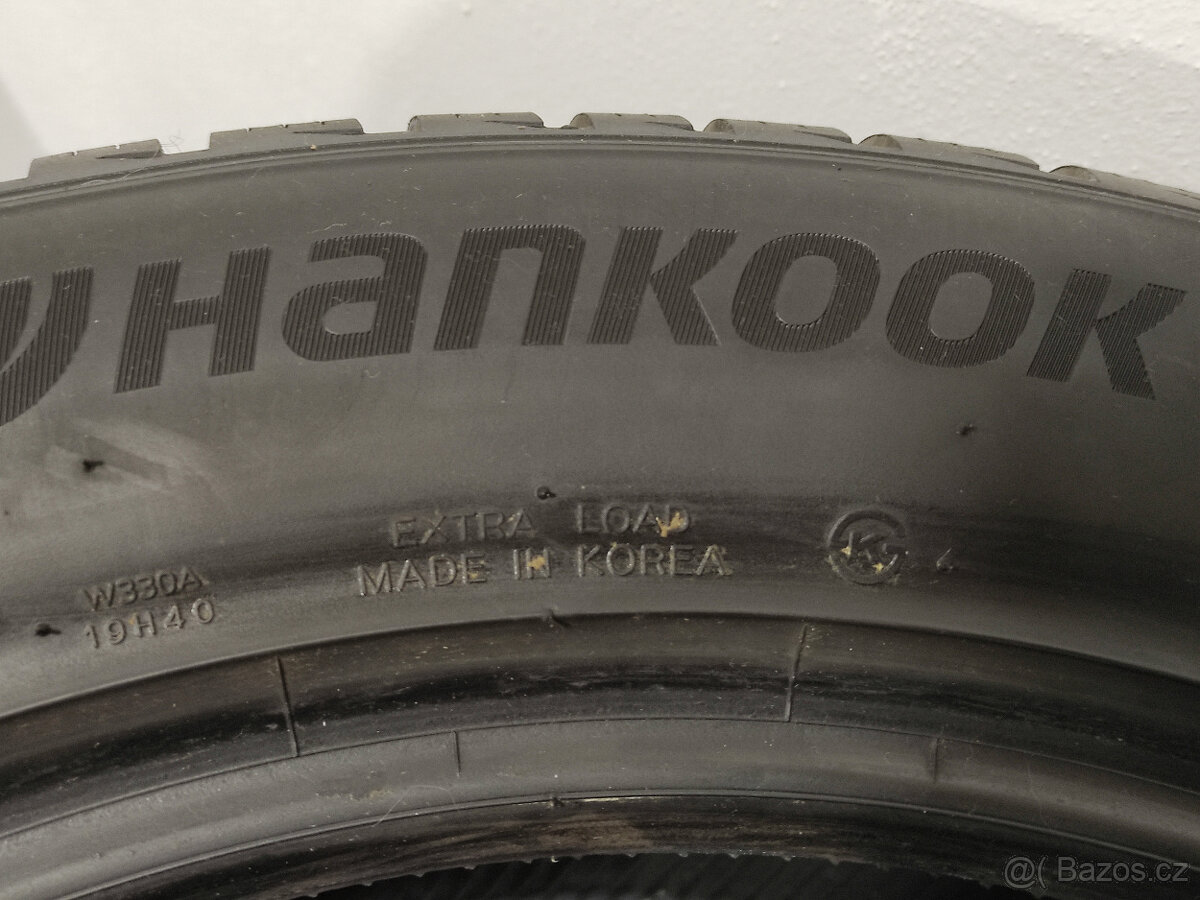 Hankook
EXTRA LOAD
MADE IN KOREA
K
W330A
19H40
@( Bazos.cz